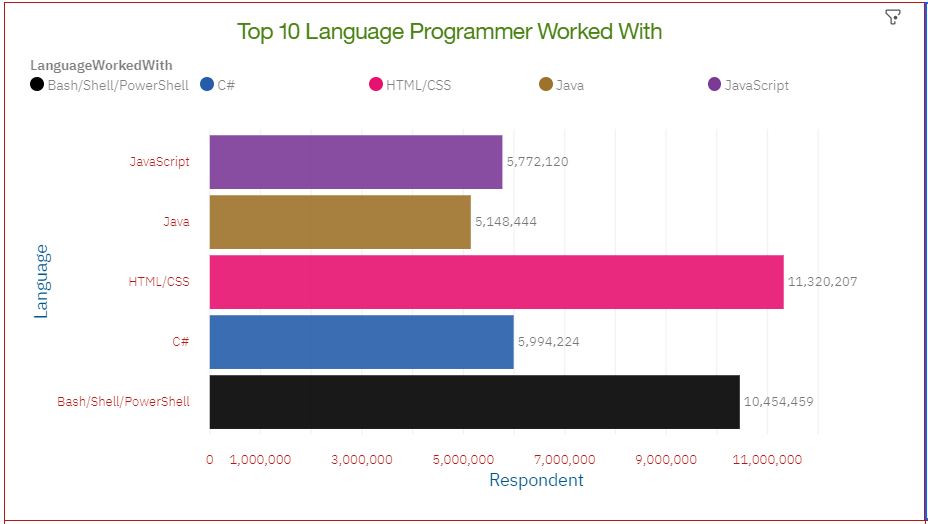 Top 10 Language Programmer Worked With
LanguageWorkedWith
Bash/Shell/PowerShell C# HTML/CSS Java JavaScript
JavaScript 5,772,120
Java 5,148,444
HTML/CSS 11,320,207
C# 5,994,224
Bash/Shell/PowerShell 10,454,459
Language
0 1,000,000 3,000,000 5,000,000 7,000,000 9,000,000 11,000,000
Respondent